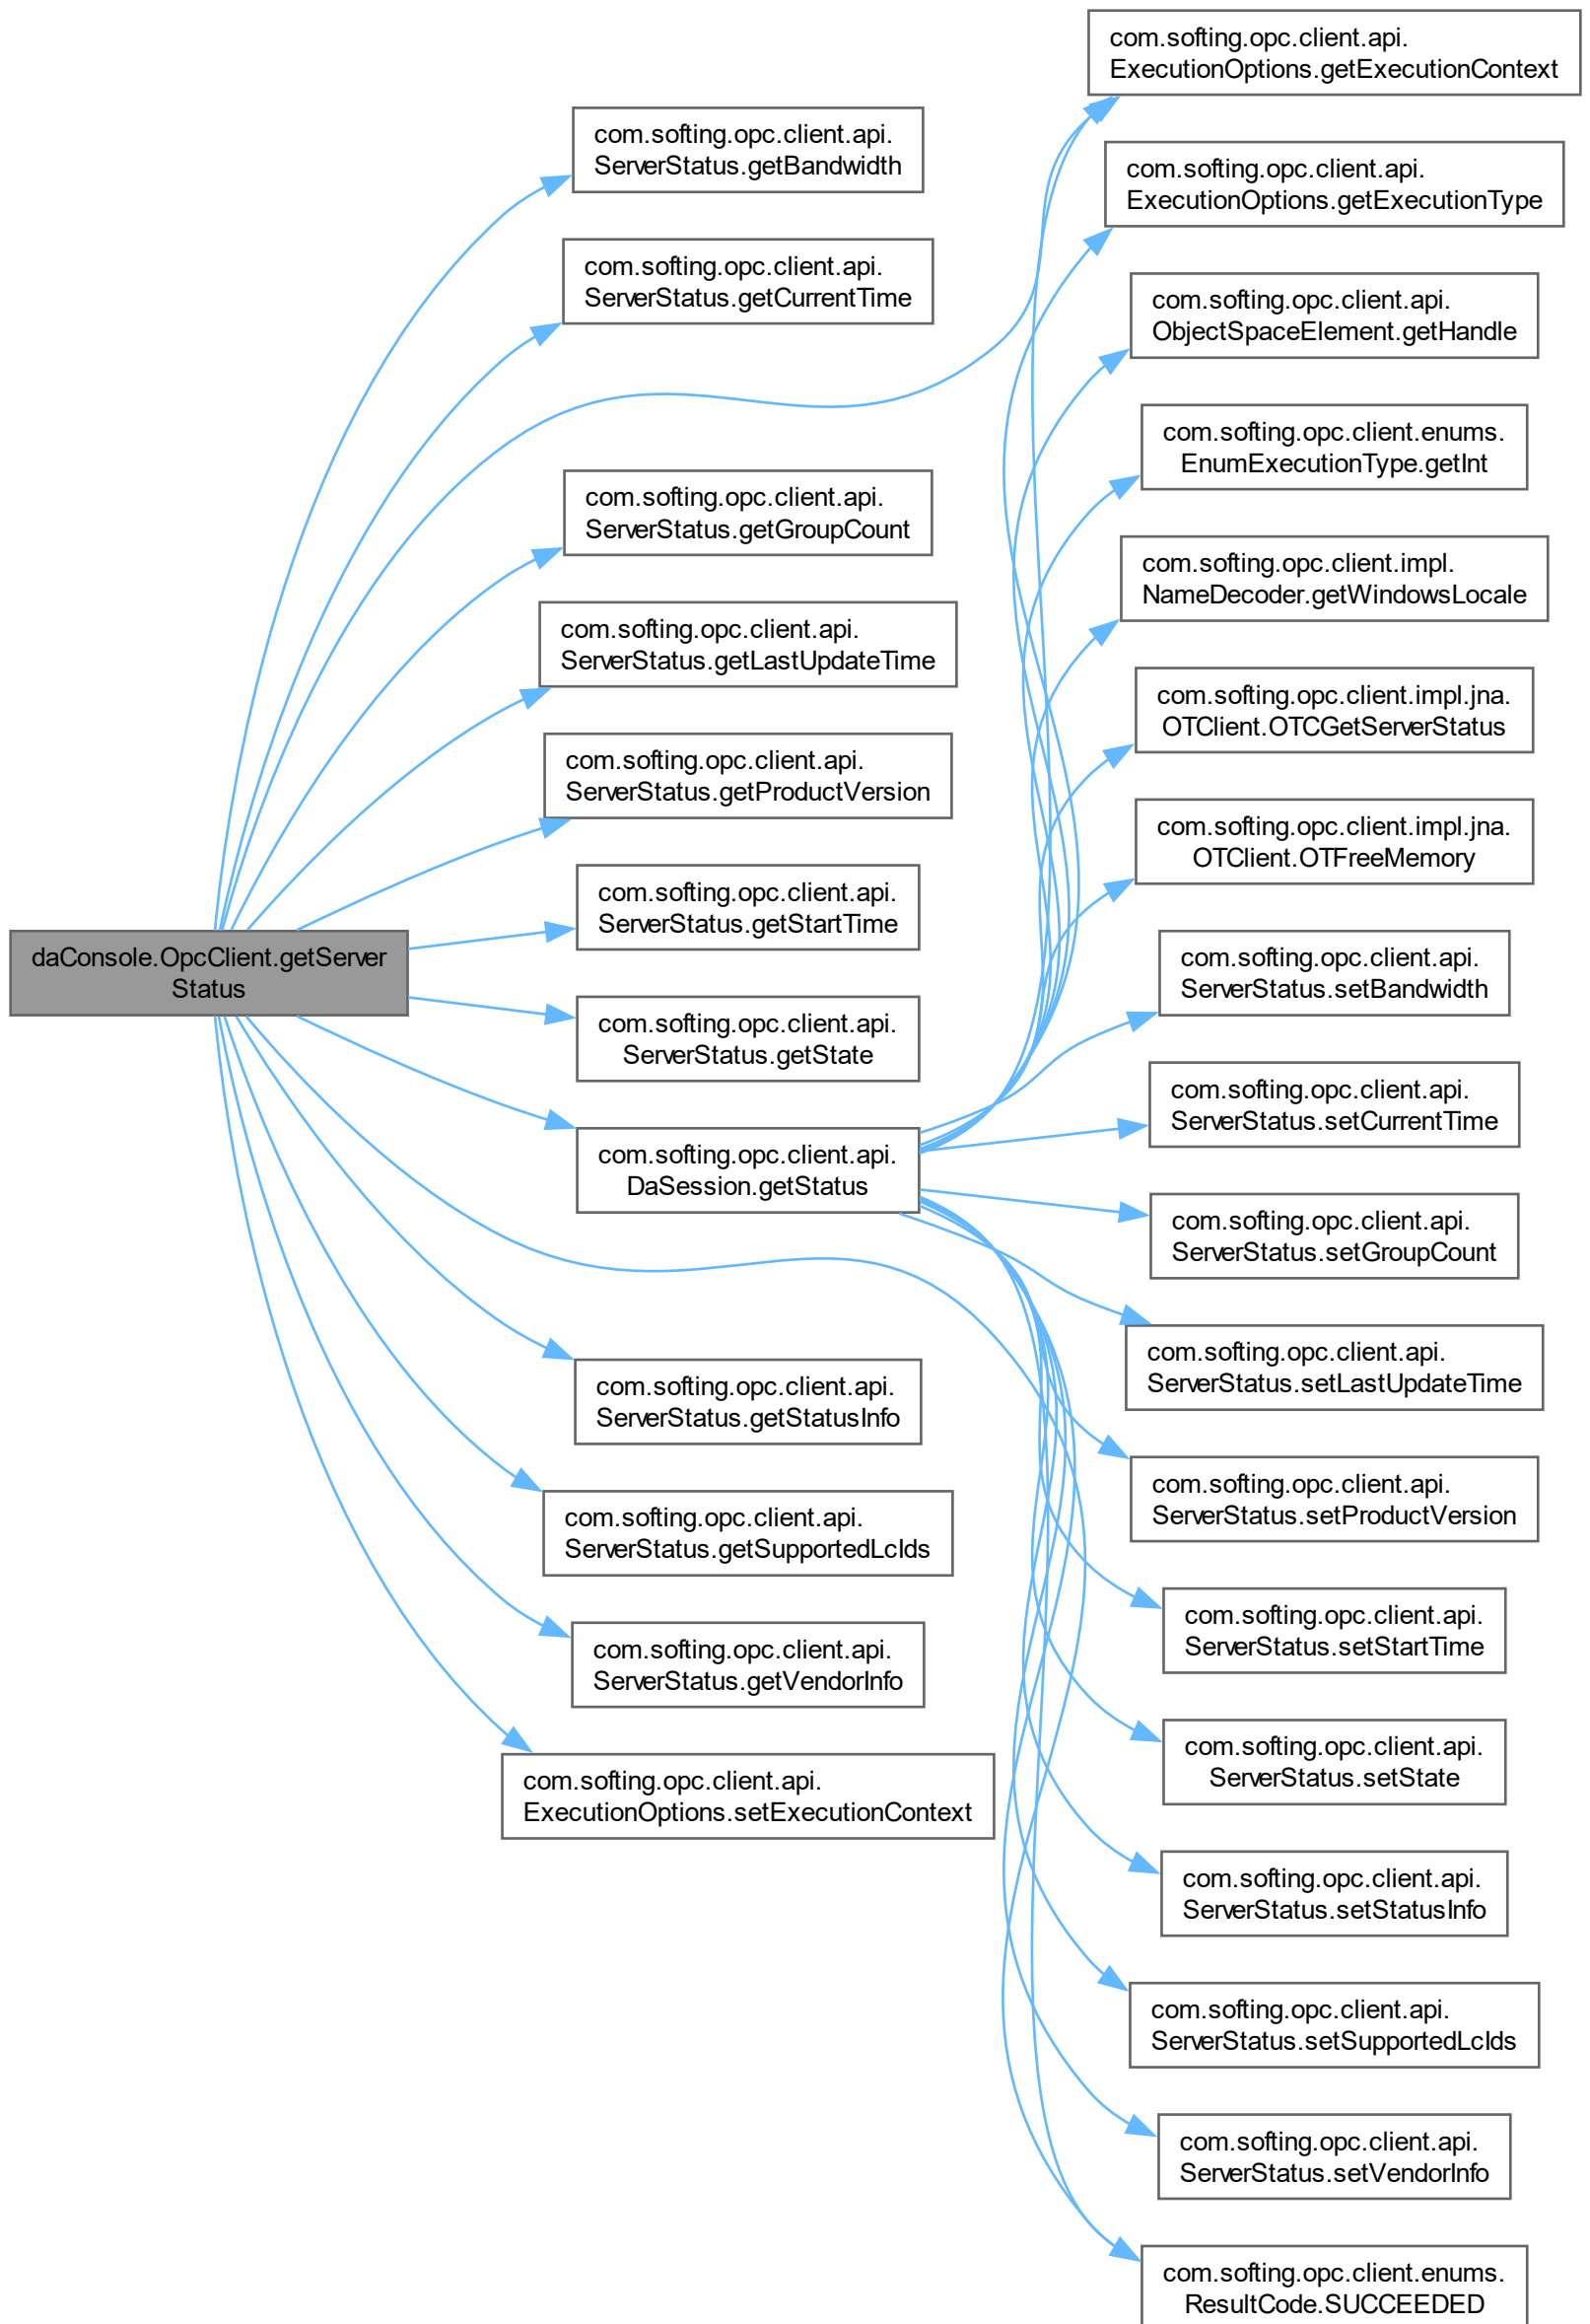 daConsole.OpcClient.getServer
Status
com.softing.opc.client.api.
ServerStatus.getBandwidth
com.softing.opc.client.api.
ServerStatus.getCurrentTime
com.softing.opc.client.api.
ServerStatus.getGroupCount
com.softing.opc.client.api.
ServerStatus.getLastUpdateTime
com.softing.opc.client.api.
ServerStatus.getProductVersion
com.softing.opc.client.api.
ServerStatus.getStartTime
com.softing.opc.client.api.
ServerStatus.getState
com.softing.opc.client.api.
DaSession.getStatus
com.softing.opc.client.api.
ServerStatus.getStatusInfo
com.softing.opc.client.api.
ServerStatus.getSupportedLcIds
com.softing.opc.client.api.
ServerStatus.getVendorInfo
com.softing.opc.client.api.
ExecutionOptions.setExecutionContext
com.softing.opc.client.api.
ExecutionOptions.getExecutionContext
com.softing.opc.client.api.
ExecutionOptions.getExecutionType
com.softing.opc.client.api.
ObjectSpaceElement.getHandle
com.softing.opc.client.enums.
EnumExecutionType.getInt
com.softing.opc.client.impl.
NameDecoder.getWindowsLocale
com.softing.opc.client.impl.jna.
OTClient.OTCGetServerStatus
com.softing.opc.client.impl.jna.
OTClient.OTFreeMemory
com.softing.opc.client.api.
ServerStatus.setBandwidth
com.softing.opc.client.api.
ServerStatus.setCurrentTime
com.softing.opc.client.api.
ServerStatus.setGroupCount
com.softing.opc.client.api.
ServerStatus.setLastUpdateTime
com.softing.opc.client.api.
ServerStatus.setProductVersion
com.softing.opc.client.api.
ServerStatus.setStartTime
com.softing.opc.client.api.
ServerStatus.setState
com.softing.opc.client.api.
ServerStatus.setStatusInfo
com.softing.opc.client.api.
ServerStatus.setSupportedLcIds
com.softing.opc.client.api.
ServerStatus.setVendorInfo
com.softing.opc.client.enums.
ResultCode.SUCCEEDED